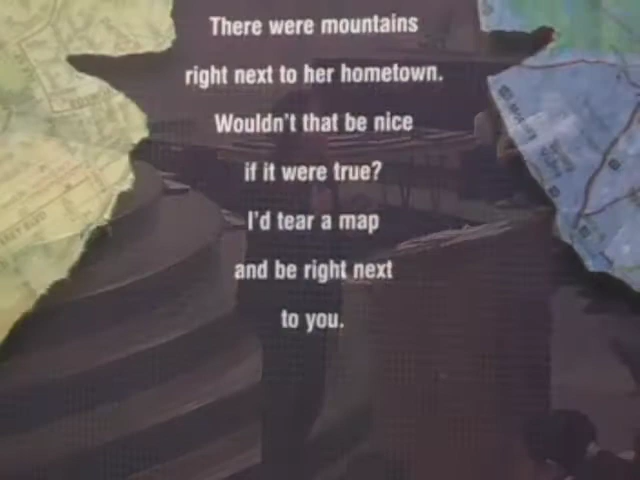 There were mountains
right next to her hometown.
Wouldn't that be nice
if it were true?
I'd tear a map
and be right next
to you.